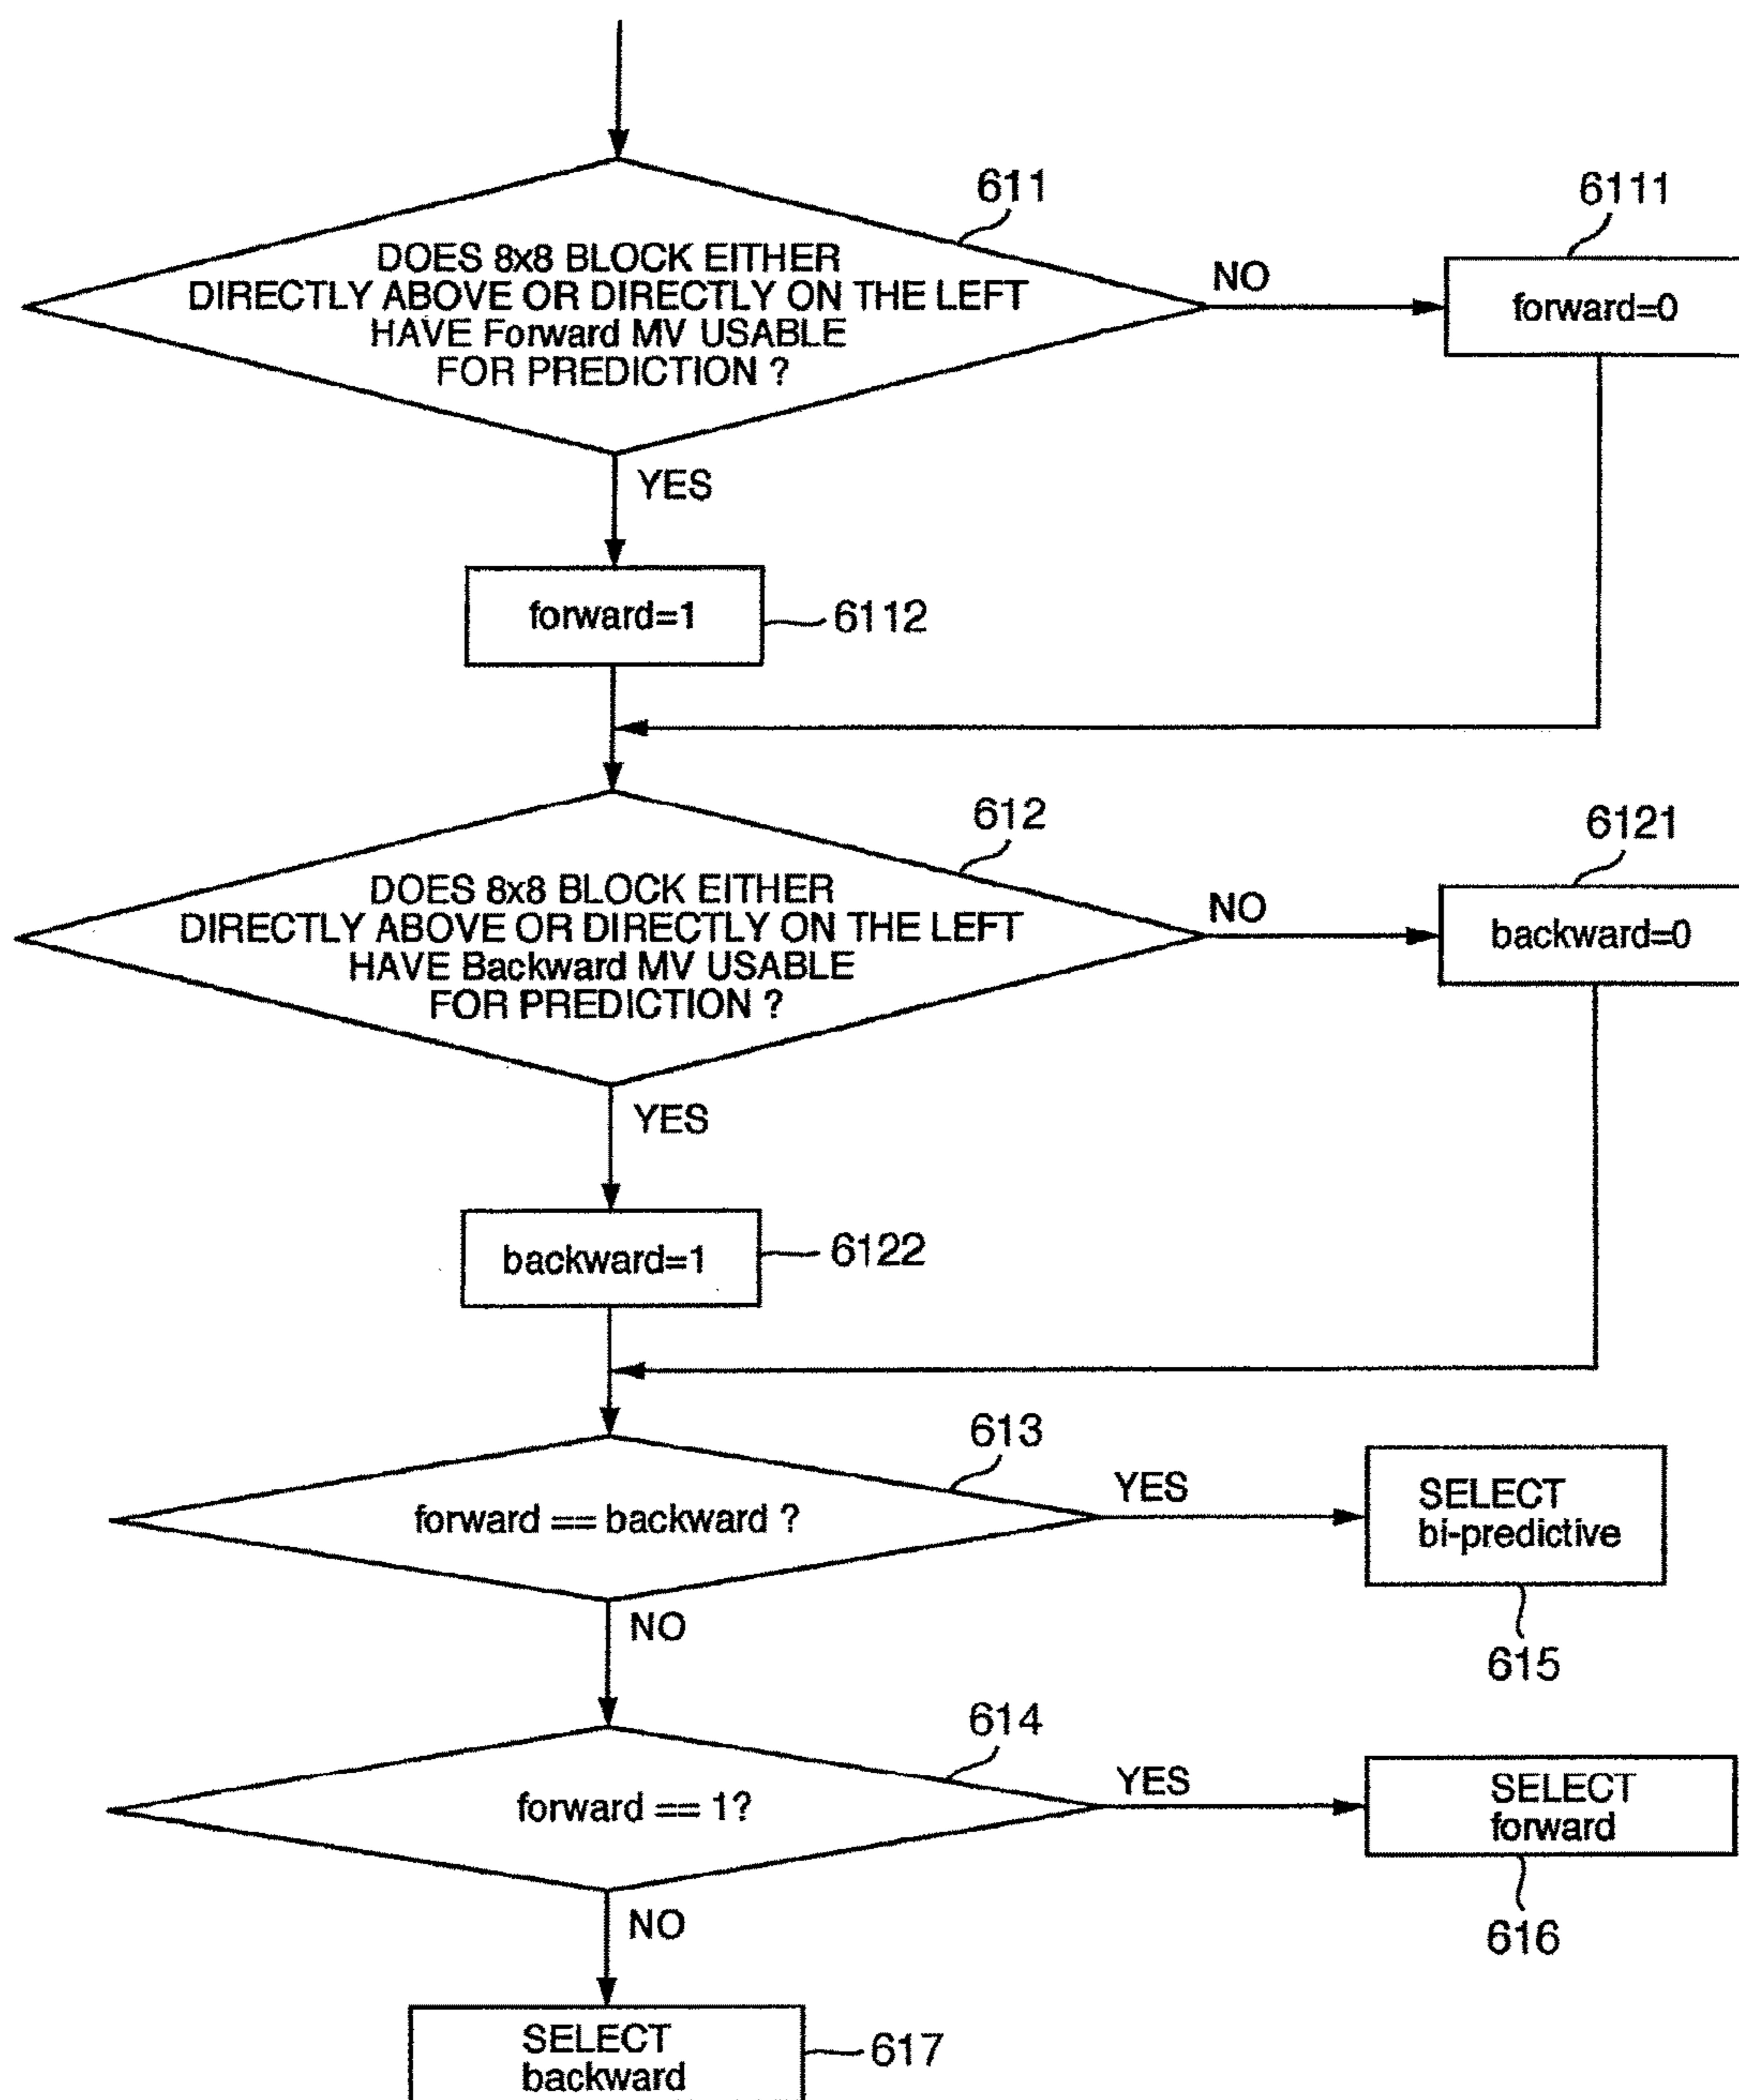 611
6111
DOES 8x8 BLOCK EITHER
DIRECTLY ABOVE OR DIRECTLY ON THE LEFT
HAVE Forward MV USABLE
FOR PREDICTION ?
NO
forward=0
YES
forward=1
6112
612
6121
DOES 8x8 BLOCK EITHER
DIRECTLY ABOVE OR DIRECTLY ON THE LEFT
HAVE Backward MV USABLE
FOR PREDICTION ?
NO
backward=0
YES
backward=1
6122
613
forward == backward ?
YES
SELECT
bi-predictive
615
NO
614
forward == 1?
YES
SELECT
forward
616
NO
SELECT
backward
617